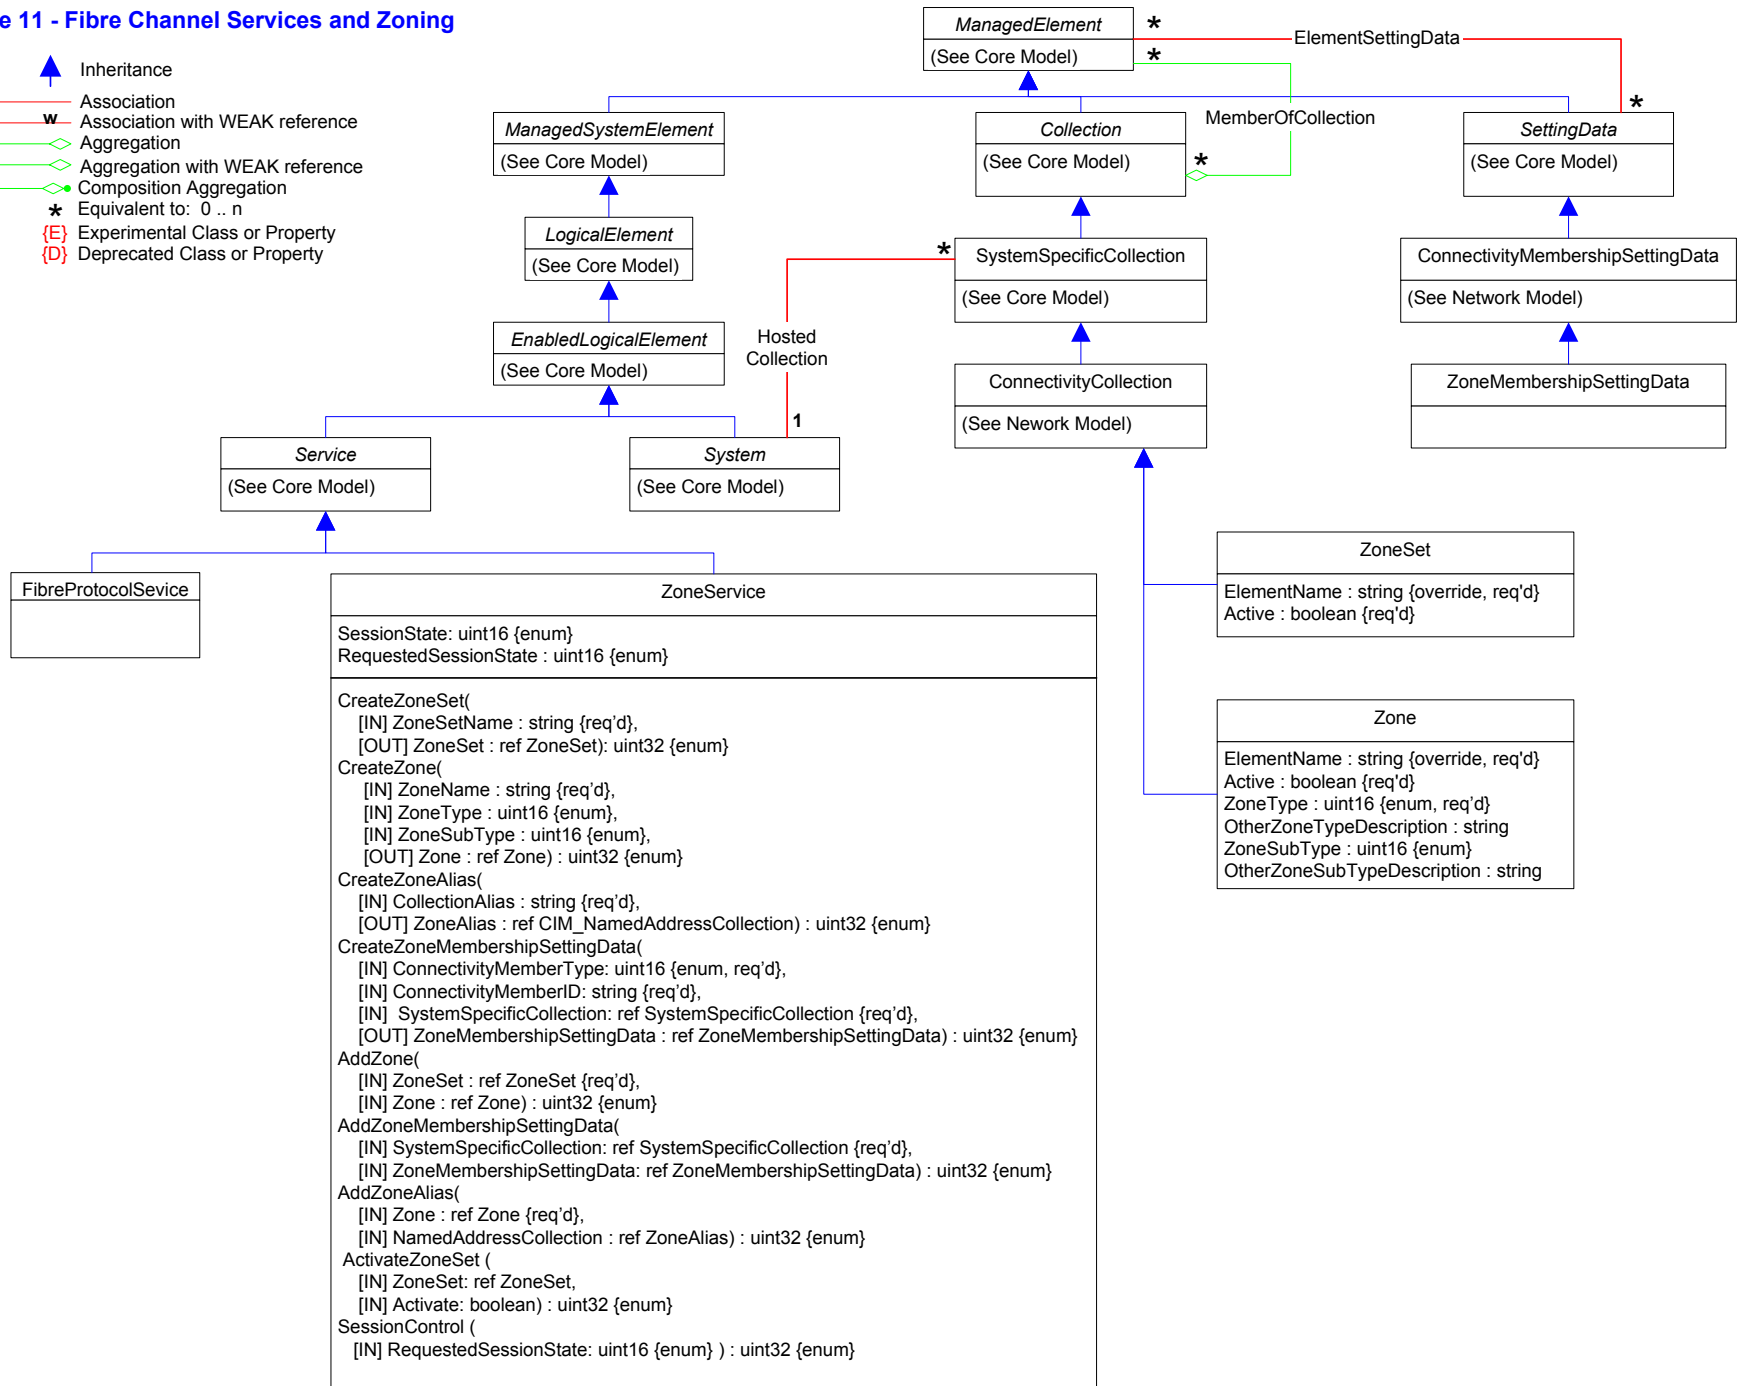 e 11 - Fibre Channel Services and Zoning
Inheritance
Association
w Association with WEAK reference
Aggregation
Aggregation with WEAK reference
Composition Aggregation
* Equivalent to: 0 .. n
{E} Experimental Class or Property
{D} Deprecated Class or Property
ManagedElement
(See Core Model)
*
*
ElementSettingData
*
MemberOfCollection
*
ManagedSystemElement
(See Core Model)
Collection
(See Core Model)
SettingData
(See Core Model)
LogicalElement
(See Core Model)
*
SystemSpecificCollection
(See Core Model)
ConnectivityMembershipSettingData
(See Network Model)
EnabledLogicalElement
(See Core Model)
Hosted
Collection
1
ConnectivityCollection
(See Nework Model)
ZoneMembershipSettingData
Service
(See Core Model)
System
(See Core Model)
FibreProtocolSevice
ZoneService
SessionState: uint16 {enum}
RequestedSessionState : uint16 {enum}
CreateZoneSet(
[IN] ZoneSetName : string {req’d},
[OUT] ZoneSet : ref ZoneSet): uint32 {enum}
CreateZone(
[IN] ZoneName : string {req’d},
[IN] ZoneType : uint16 {enum},
[IN] ZoneSubType : uint16 {enum},
[OUT] Zone : ref Zone) : uint32 {enum}
CreateZoneAlias(
[IN] CollectionAlias : string {req’d},
[OUT] ZoneAlias : ref CIM_NamedAddressCollection) : uint32 {enum}
CreateZoneMembershipSettingData(
[IN] ConnectivityMemberType: uint16 {enum, req’d},
[IN] ConnectivityMemberID: string {req’d},
[IN] SystemSpecificCollection: ref SystemSpecificCollection {req’d},
[OUT] ZoneMembershipSettingData : ref ZoneMembershipSettingData) : uint32 {enum}
AddZone(
[IN] ZoneSet : ref ZoneSet {req’d},
[IN] Zone : ref Zone) : uint32 {enum}
AddZoneMembershipSettingData(
[IN] SystemSpecificCollection: ref SystemSpecificCollection {req’d},
[IN] ZoneMembershipSettingData: ref ZoneMembershipSettingData) : uint32 {enum}
AddZoneAlias(
[IN] Zone : ref Zone {req’d},
[IN] NamedAddressCollection : ref ZoneAlias) : uint32 {enum}
ActivateZoneSet (
[IN] ZoneSet: ref ZoneSet,
[IN] Activate: boolean) : uint32 {enum}
SessionControl (
[IN] RequestedSessionState: uint16 {enum} ) : uint32 {enum}
ZoneSet
ElementName : string {override, req'd}
Active : boolean {req'd}
Zone
ElementName : string {override, req'd}
Active : boolean {req'd}
ZoneType : uint16 {enum, req’d}
OtherZoneTypeDescription : string
ZoneSubType : uint16 {enum}
OtherZoneSubTypeDescription : string